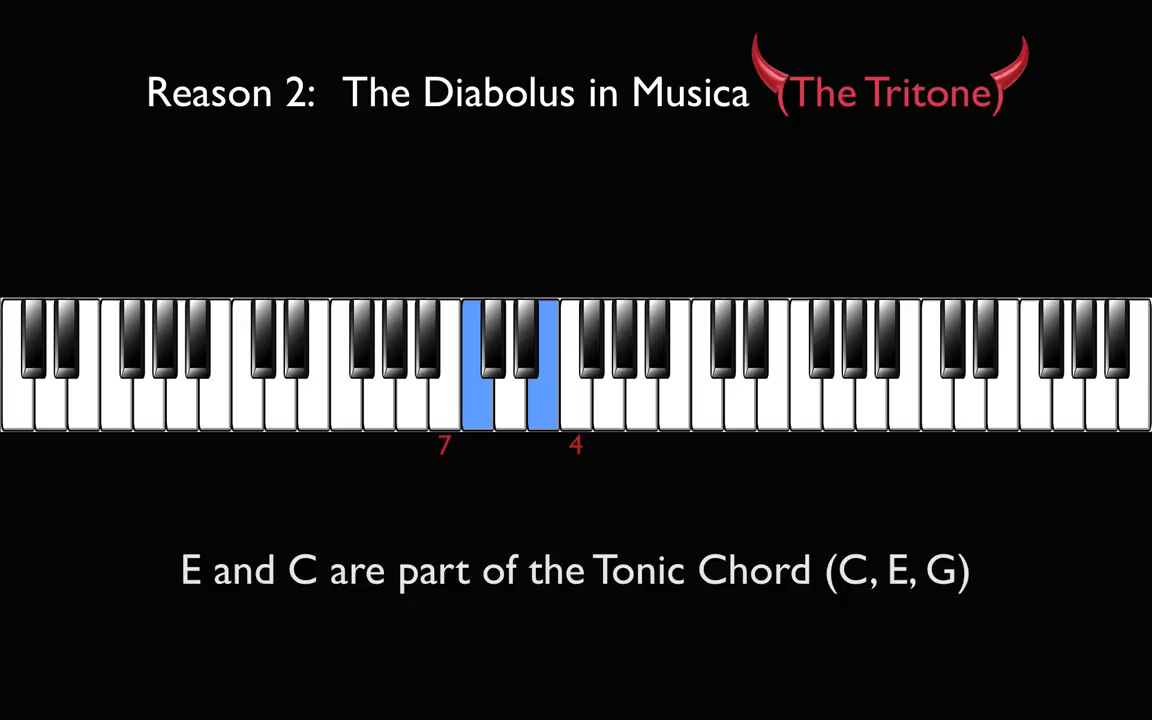 Reason 2: The Diabolus in Musica (The Tritone)
7 4
E and C are part of the Tonic Chord (C, E, G)